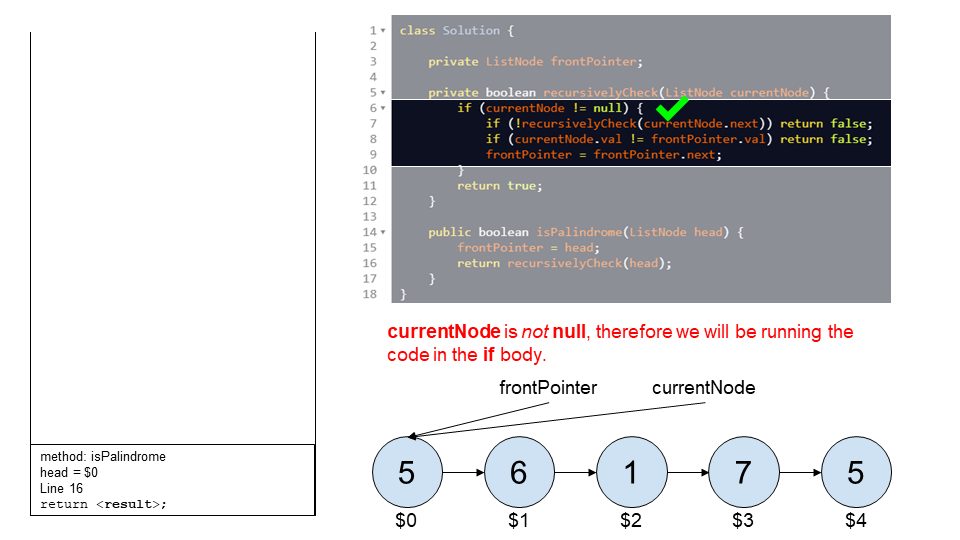 1 class Solution {
2
3 private ListNode frontPointer;
4
5 private boolean recursivelyCheck(ListNode currentNode) {
6 if (currentNode != null) {
7 if (!recursivelyCheck(currentNode.next)) return false;
8 if (currentNode.val != frontPointer.val) return false;
9 frontPointer = frontPointer.next;
10 }
11 return true;
12 }
13
14 public boolean isPalindrome(ListNode head) {
15 frontPointer = head;
16 return recursivelyCheck(head);
17 }
18 }
currentNode is not null, therefore we will be running the
code in the if body.
frontPointer currentNode
5 6 1 7 5
$0 $1 $2 $3 $4
method: isPalindrome
head = $0
Line 16
return <result>;